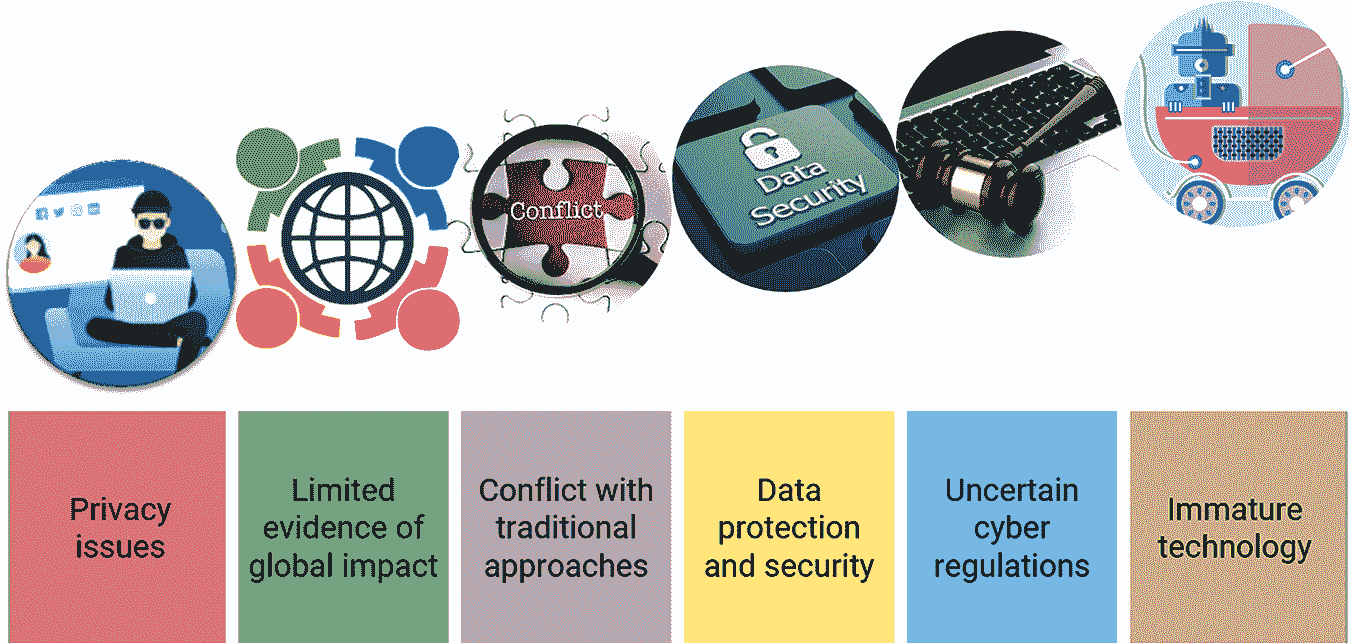 Conflict
Data
Security
Privacy
issues
Limited
evidence of
global impact
Conflict with
traditional
approaches
Data
protection
and security
Uncertain
cyber
regulations
Immature
technology